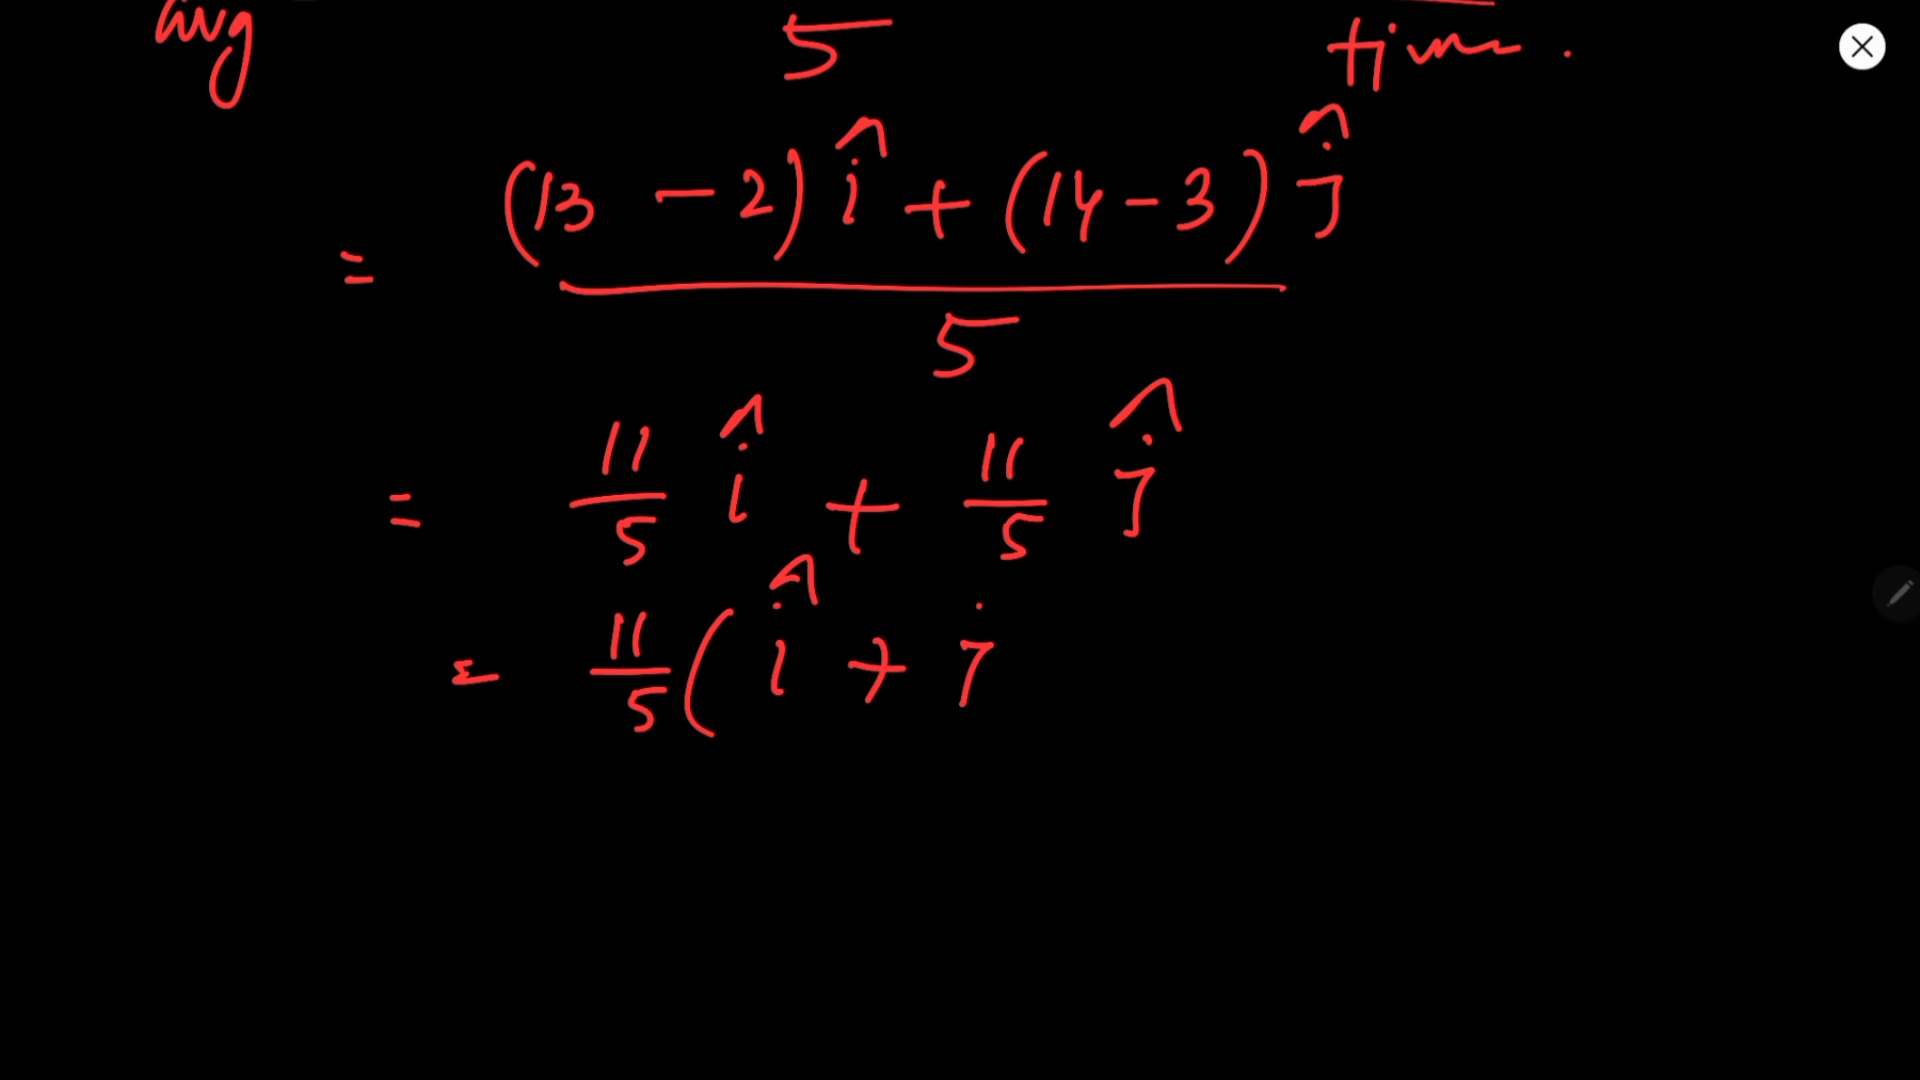 avg 5 time.
= (13 - 2) î + (14 - 3) ĵ
5
= 11/5 î + 11/5 ĵ
= 11/5 ( î + j